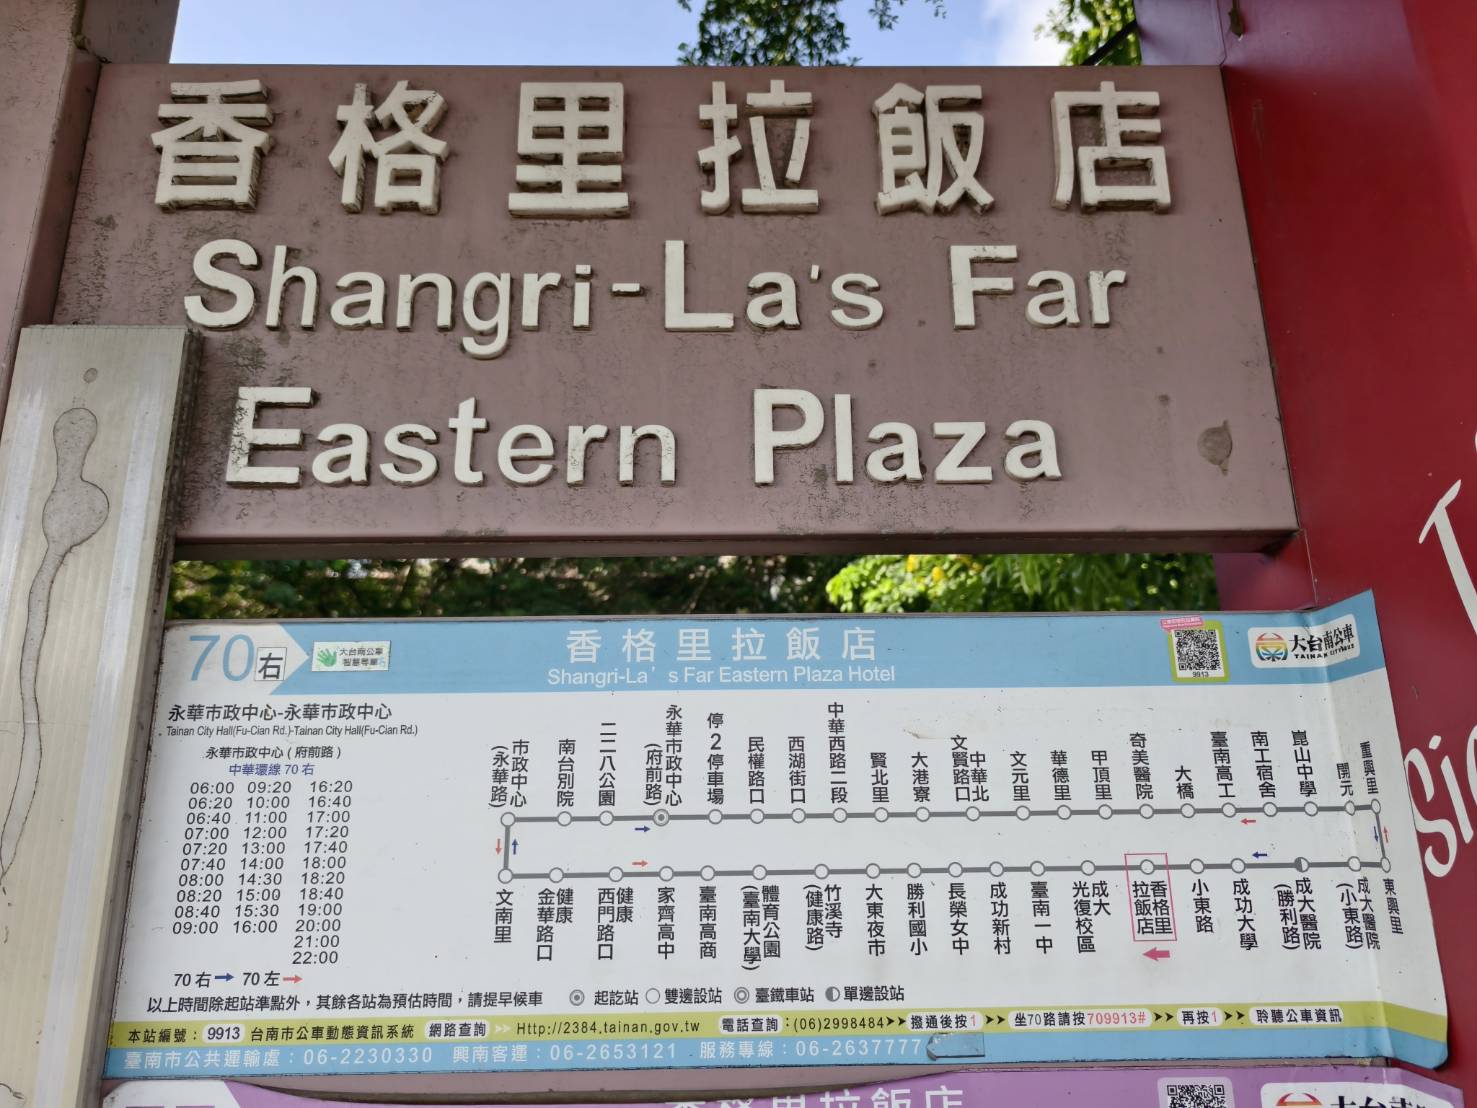 香格里拉飯店
Shangri-La's Far
Eastern Plaza
70右
大台南公車
香格里拉飯店
Shangri-La's Far Eastern Plaza Hotel
9913
大台南公車
TAINAN CITY BUS
永華市政中心-永華市政中心
Tainan City Hall(Fu-Cian Rd.)-Tainan City Hall(Fu-Cian Rd.)
永華市政中心(府前路)
中華環線 70 右
06:00 09:20 16:20
06:20 10:00 16:40
06:40 11:00 17:00
07:00 12:00 17:20
07:20 13:00 17:40
07:40 14:00 18:00
08:00 14:30 18:20
08:20 15:00 18:40
08:40 15:30 19:00
09:00 16:00 20:00
21:00
22:00
70 右 70 左
市政中心(永華路)
南台別院
二二八公園
永華市政中心(府前路)
停2停車場
民權路口
西湖街口
中華西路二段
賢北里
大港寮
文賢路口
中華北
文元里
華德里
甲頂里
奇美醫院
大橋
臺南高工
南工宿舍
崑山中學
開元
重興里
文南里
健康金華路口
健康西門路口
家齊高中
臺南高商
體育公園(臺南大學)
竹溪寺(健康路)
大東夜市
勝利國小
長榮女中
成功新村
臺南一中
成大光復校區
香格里拉飯店
小東路
成功大學
成大醫院(勝利路)
成大醫院(小東路)
東興里
以上時間除起站準點外，其餘各站為預估時間，請提早候車
起訖站 雙邊設站 臺鐵車站 單邊設站
本站編號：9913 台南市公車動態資訊系統 網路查詢 Http://2384.tainan.gov.tw 電話查詢：(06)2998484 撥通後按1 坐70路請按709913# 再按1 聆聽公車資訊
臺南市公共運輸處：06-2230330 興南客運：06-2653121 服務專線：06-2637777
香格里拉飯店
大台南公車